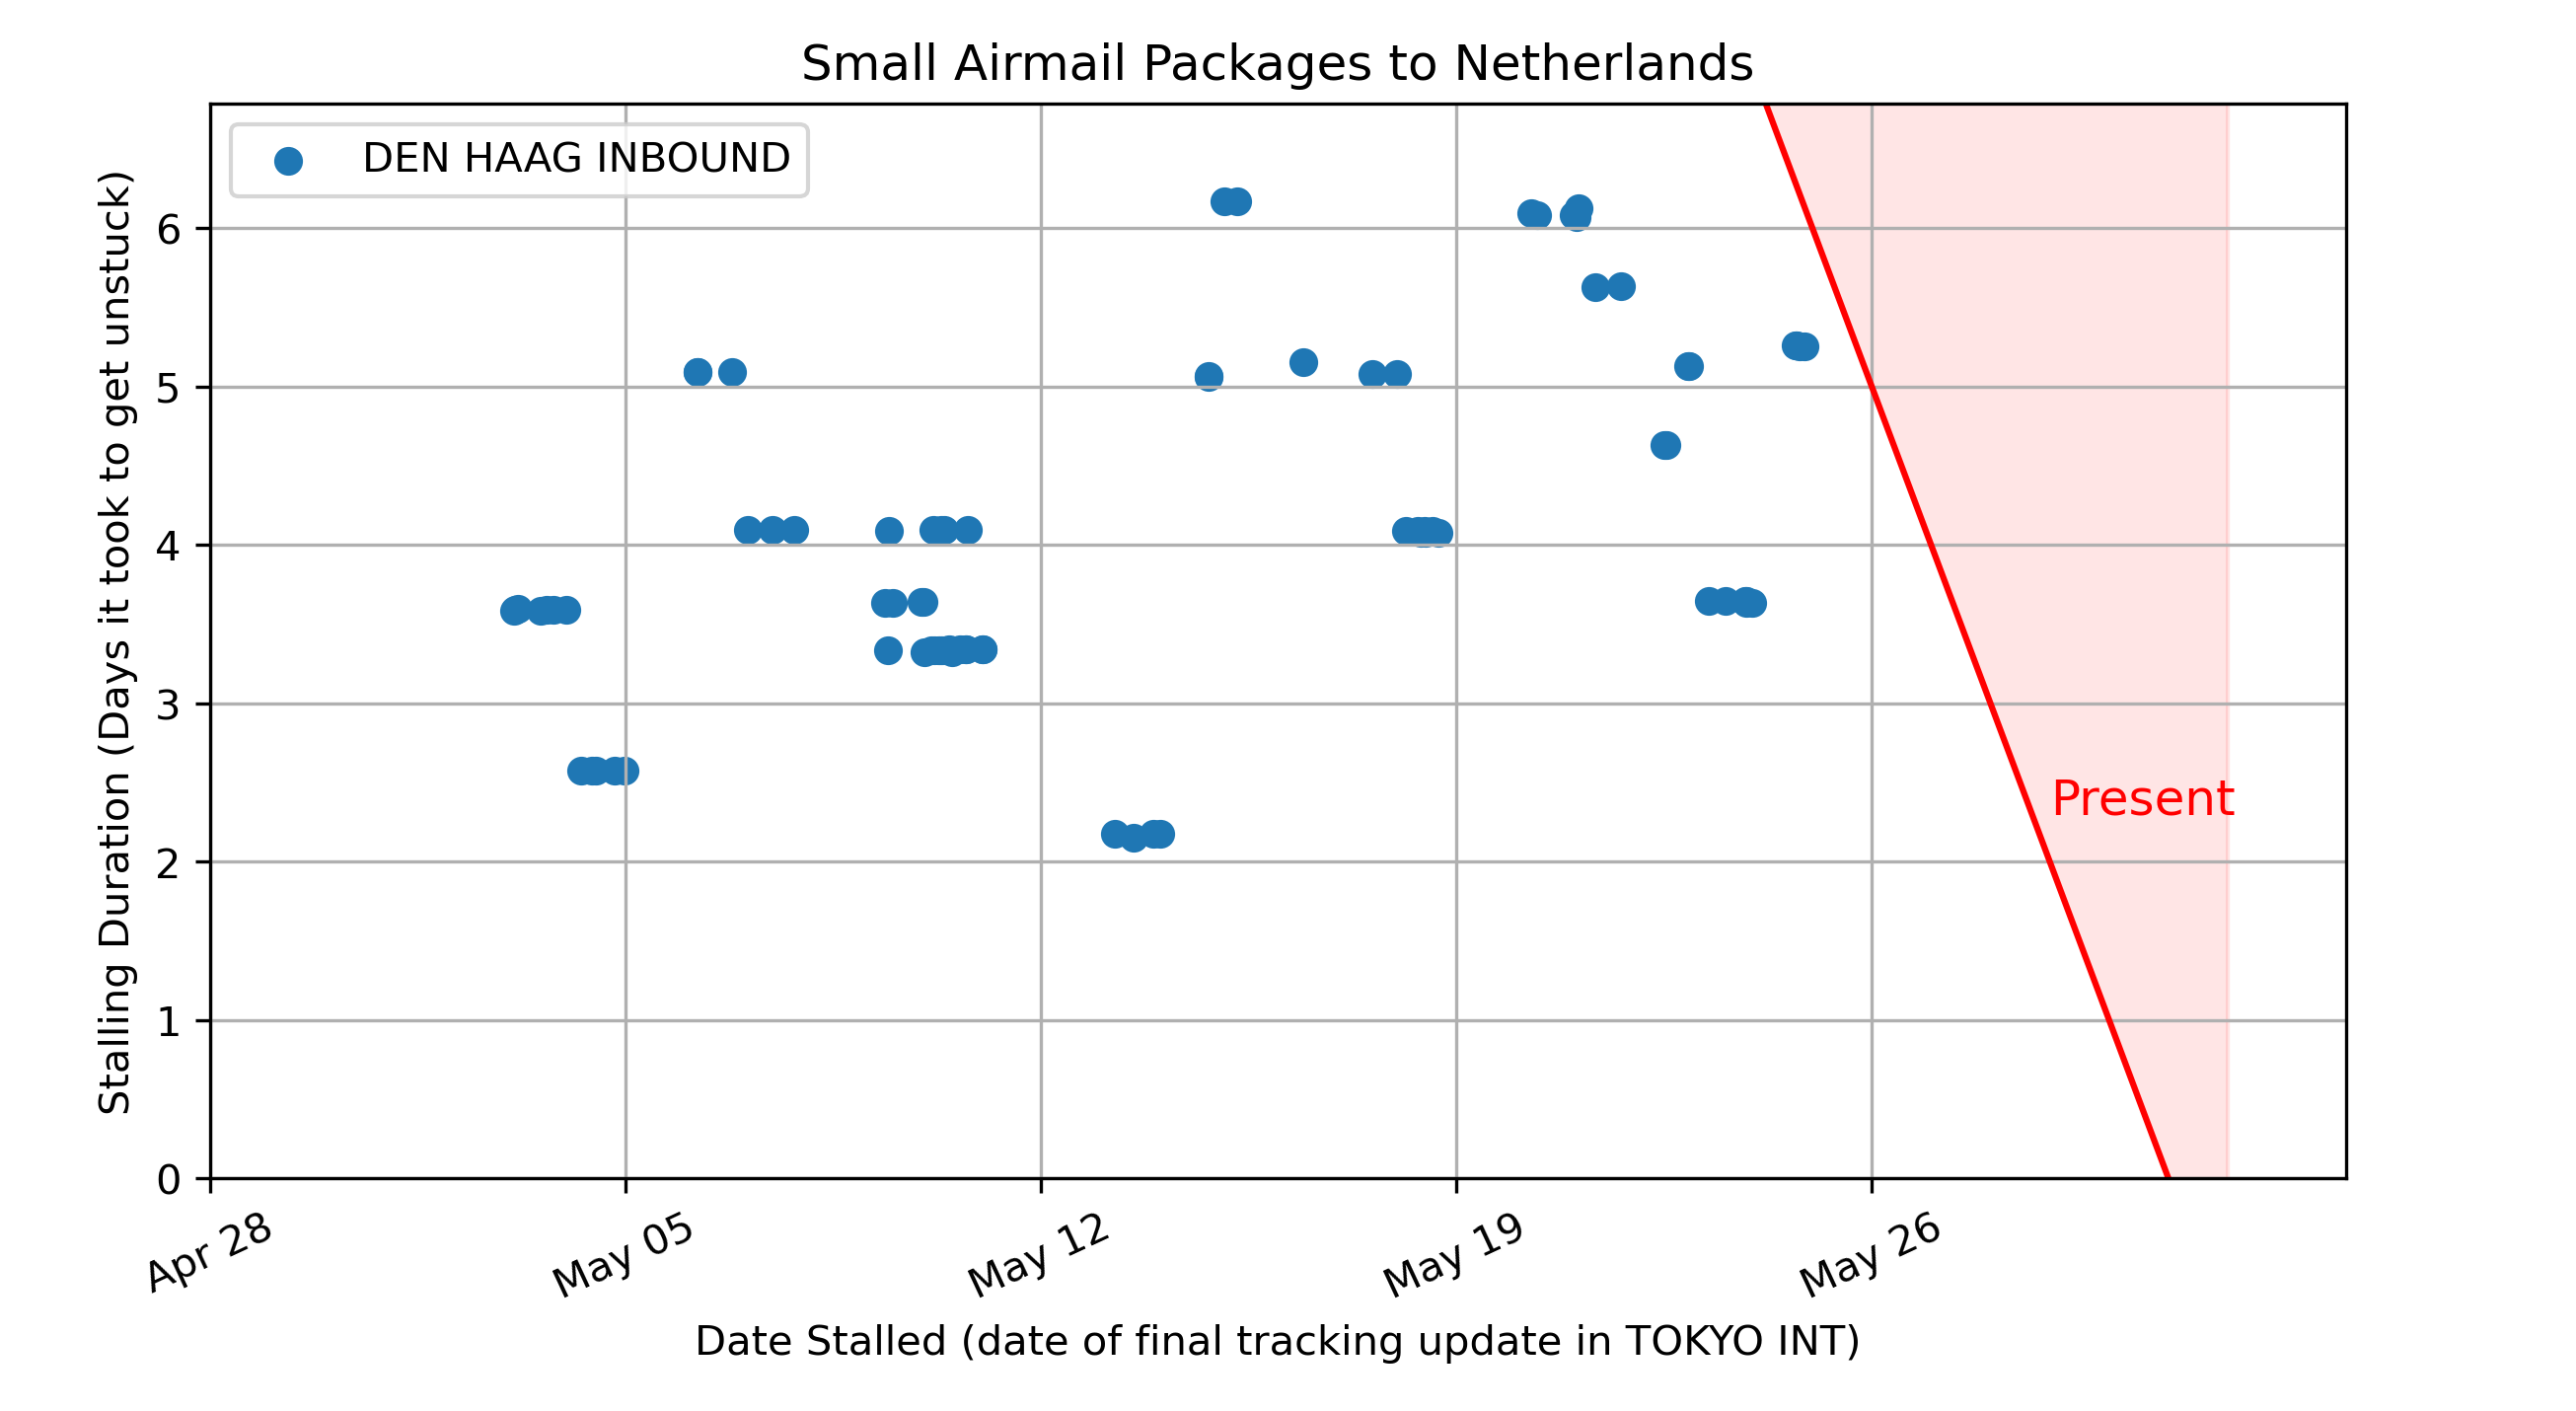 Small Airmail Packages to Netherlands
DEN HAAG INBOUND
Stalling Duration (Days it took to get unstuck)
6
5
4
3
2
1
0
Present
Apr 28
May 05
May 12
May 19
May 26
Date Stalled (date of final tracking update in TOKYO INT)